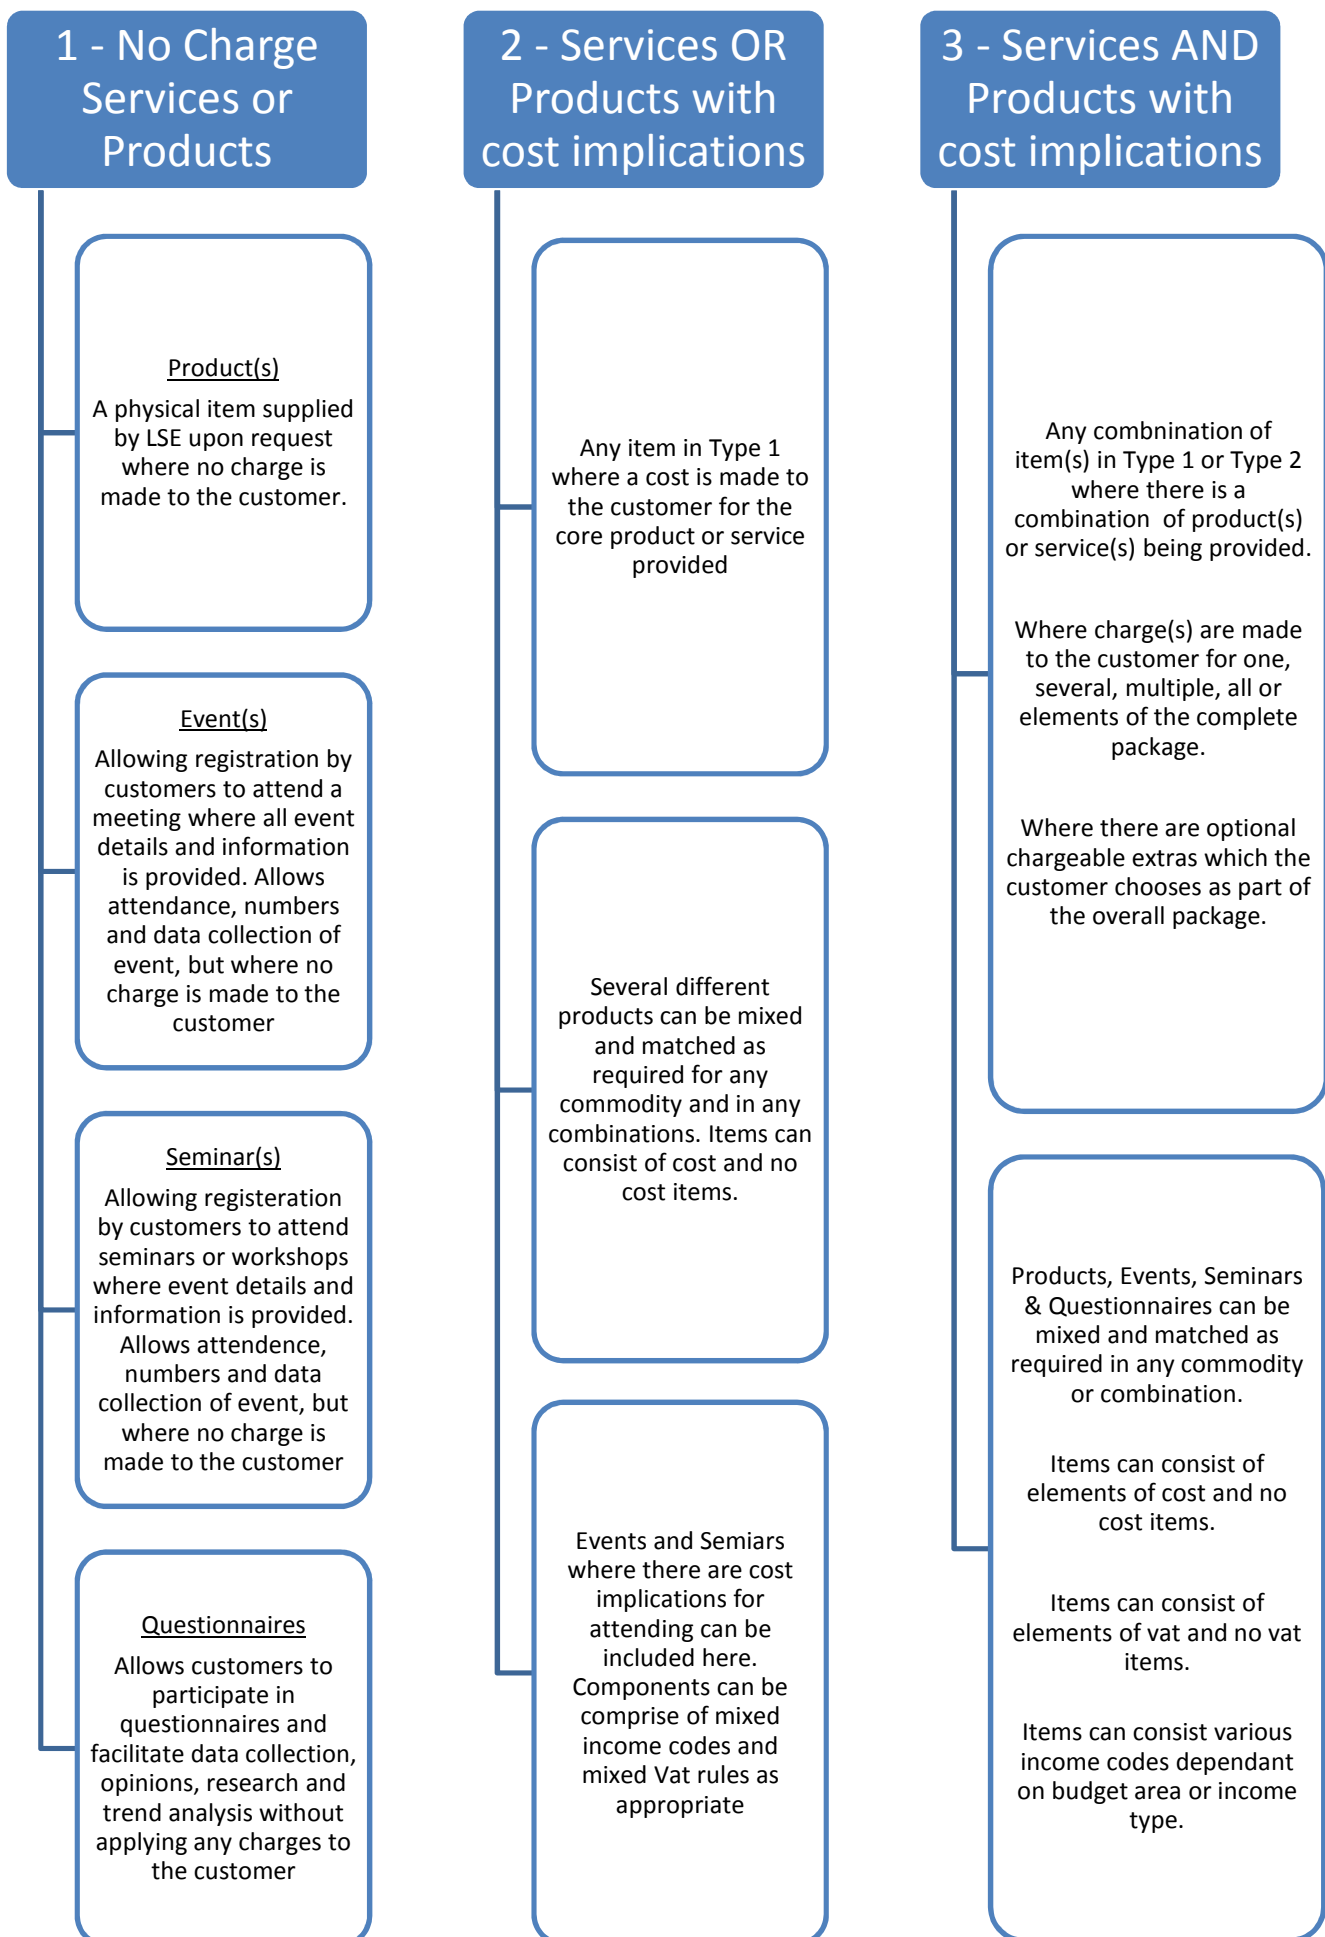 1 - No Charge
Services or
Products
Product(s)
A physical item supplied
by LSE upon request
where no charge is
made to the customer.
Event(s)
Allowing registration by
customers to attend a
meeting where all event
details and information
is provided. Allows
attendance, numbers
and data collection of
event, but where no
charge is made to the
customer
Seminar(s)
Allowing registeration
by customers to attend
seminars or workshops
where event details and
information is provided.
Allows attendence,
numbers and data
collection of event, but
where no charge is
made to the customer
Questionnaires
Allows customers to
participate in
questionnaires and
facilitate data collection,
opinions, research and
trend analysis without
applying any charges to
the customer
2 - Services OR
Products with
cost implications
Any item in Type 1
where a cost is made to
the customer for the
core product or service
provided
Several different
products can be mixed
and matched as
required for any
commodity and in any
combinations. Items can
consist of cost and no
cost items.
Events and Semiars
where there are cost
implications for
attending can be
included here.
Components can be
comprise of mixed
income codes and
mixed Vat rules as
appropriate
3 - Services AND
Products with
cost implications
Any combnination of
item(s) in Type 1 or Type 2
where there is a
combination  of product(s)
or service(s) being provided.
Where charge(s) are made
to the customer for one,
several, multiple, all or
elements of the complete
package.
Where there are optional
chargeable extras which the
customer chooses as part of
the overall package.
Products, Events, Seminars
& Questionnaires can be
mixed and matched as
required in any commodity
or combination.
Items can consist of
elements of cost and no
cost items.
Items can consist of
elements of vat and no vat
items.
Items can consist various
income codes dependant
on budget area or income
type.